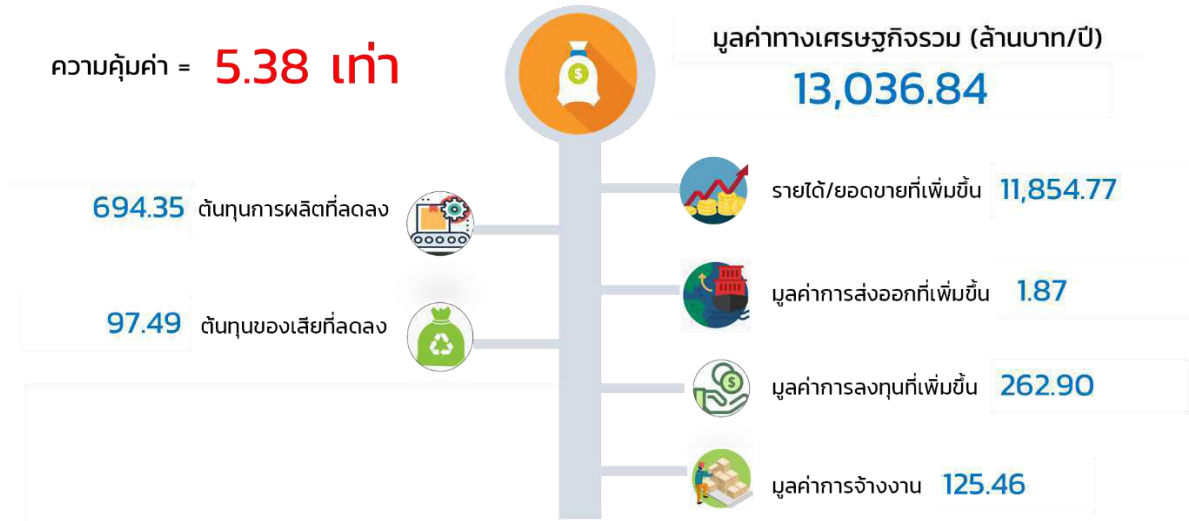 ความคุ้มค่า = 5.38 เท่า
มูลค่าทางเศรษฐกิจรวม (ล้านบาท/ปี)
13,036.84
694.35 ต้นทุนการผลิตที่ลดลง
97.49 ต้นทุนของเสียที่ลดลง
รายได้/ยอดขายที่เพิ่มขึ้น 11,854.77
มูลค่าการส่งออกที่เพิ่มขึ้น 1.87
มูลค่าการลงทุนที่เพิ่มขึ้น 262.90
มูลค่าการจ้างงาน 125.46